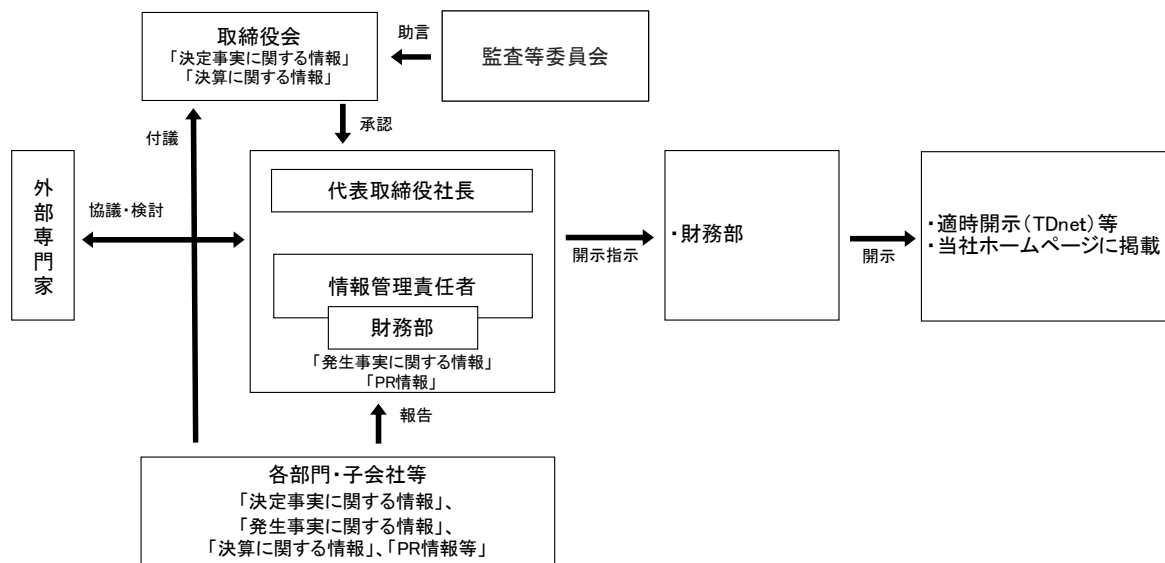 取締役会
「決定事実に関する情報」
「決算に関する情報」
助言
監査等委員会
付議
承認
外部専門家
協議・検討
代表取締役社長
情報管理責任者
財務部
「発生事実に関する情報」
「PR情報」
開示指示
・財務部
開示
・適時開示(TDnet)等
・当社ホームページに掲載
報告
各部門・子会社等
「決定事実に関する情報」、
「発生事実に関する情報」、
「決算に関する情報」、「PR情報等」